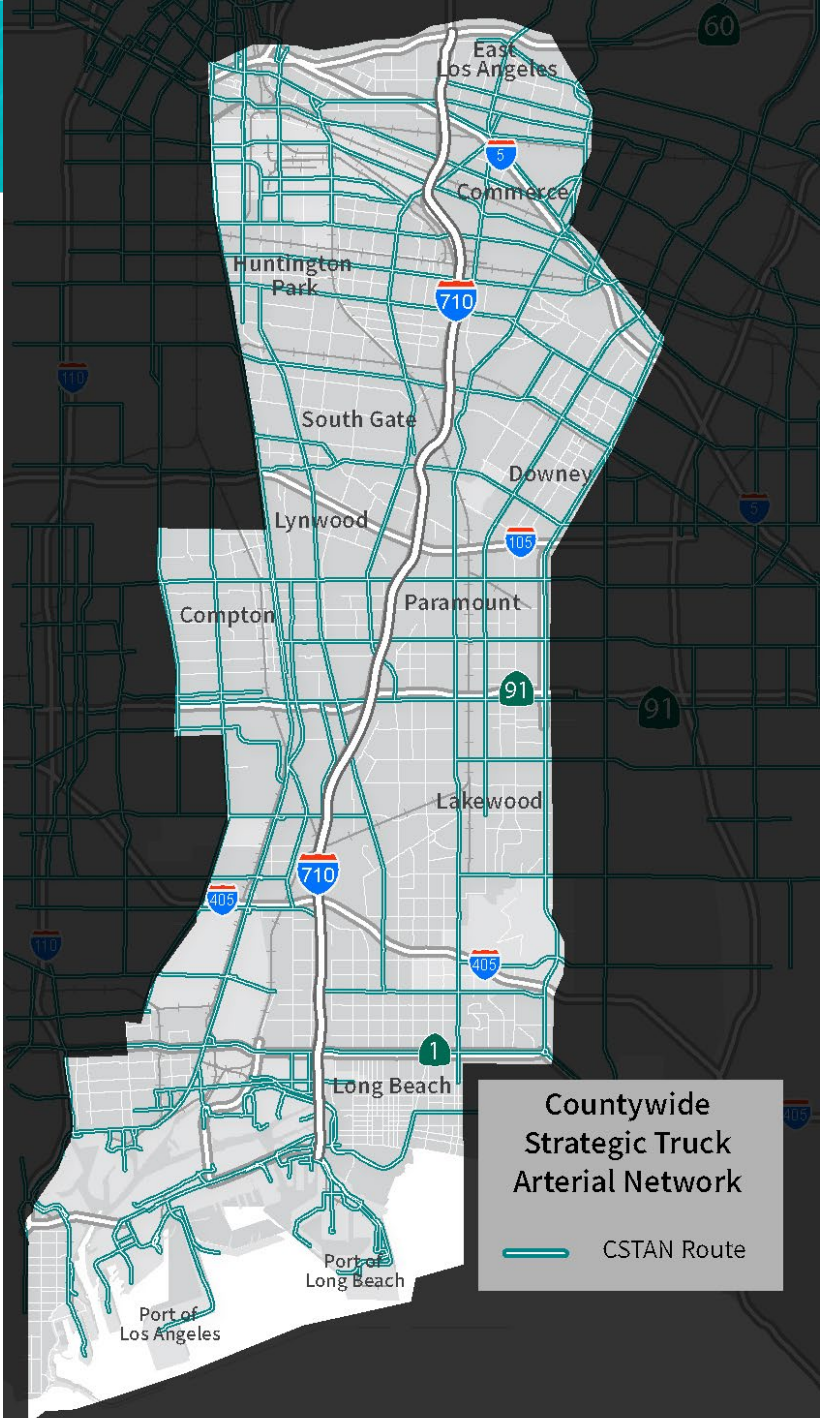 60
East
Los Angeles
5
Commerce
Huntington
Park
710
110
South Gate
Downey
5
Lynwood
105
Compton
Paramount
91
91
Lakewood
710
405
110
405
1
Long Beach
405
Countywide
Strategic Truck
Arterial Network
CSTAN Route
Port of
Long Beach
Port of
Los Angeles